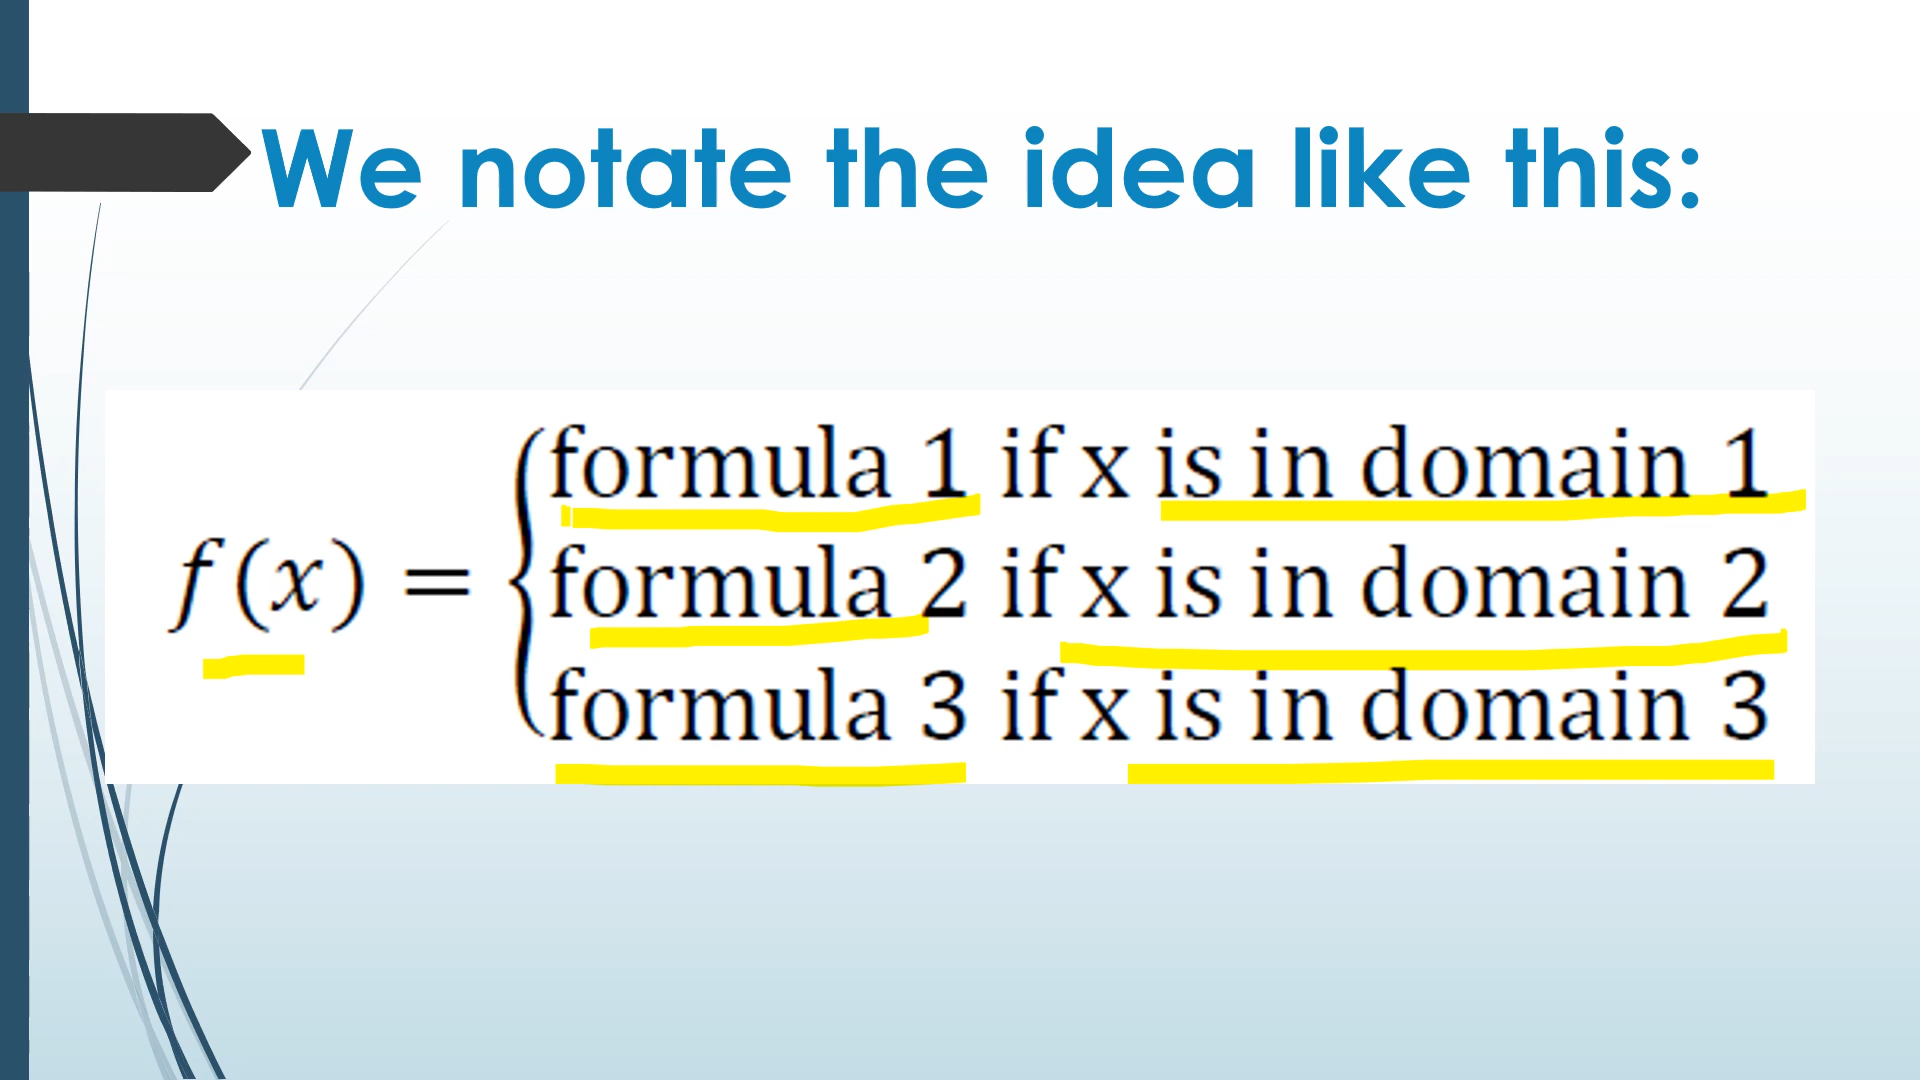 We notate the idea like this:
f(x) = { formula 1 if x is in domain 1
formula 2 if x is in domain 2
formula 3 if x is in domain 3